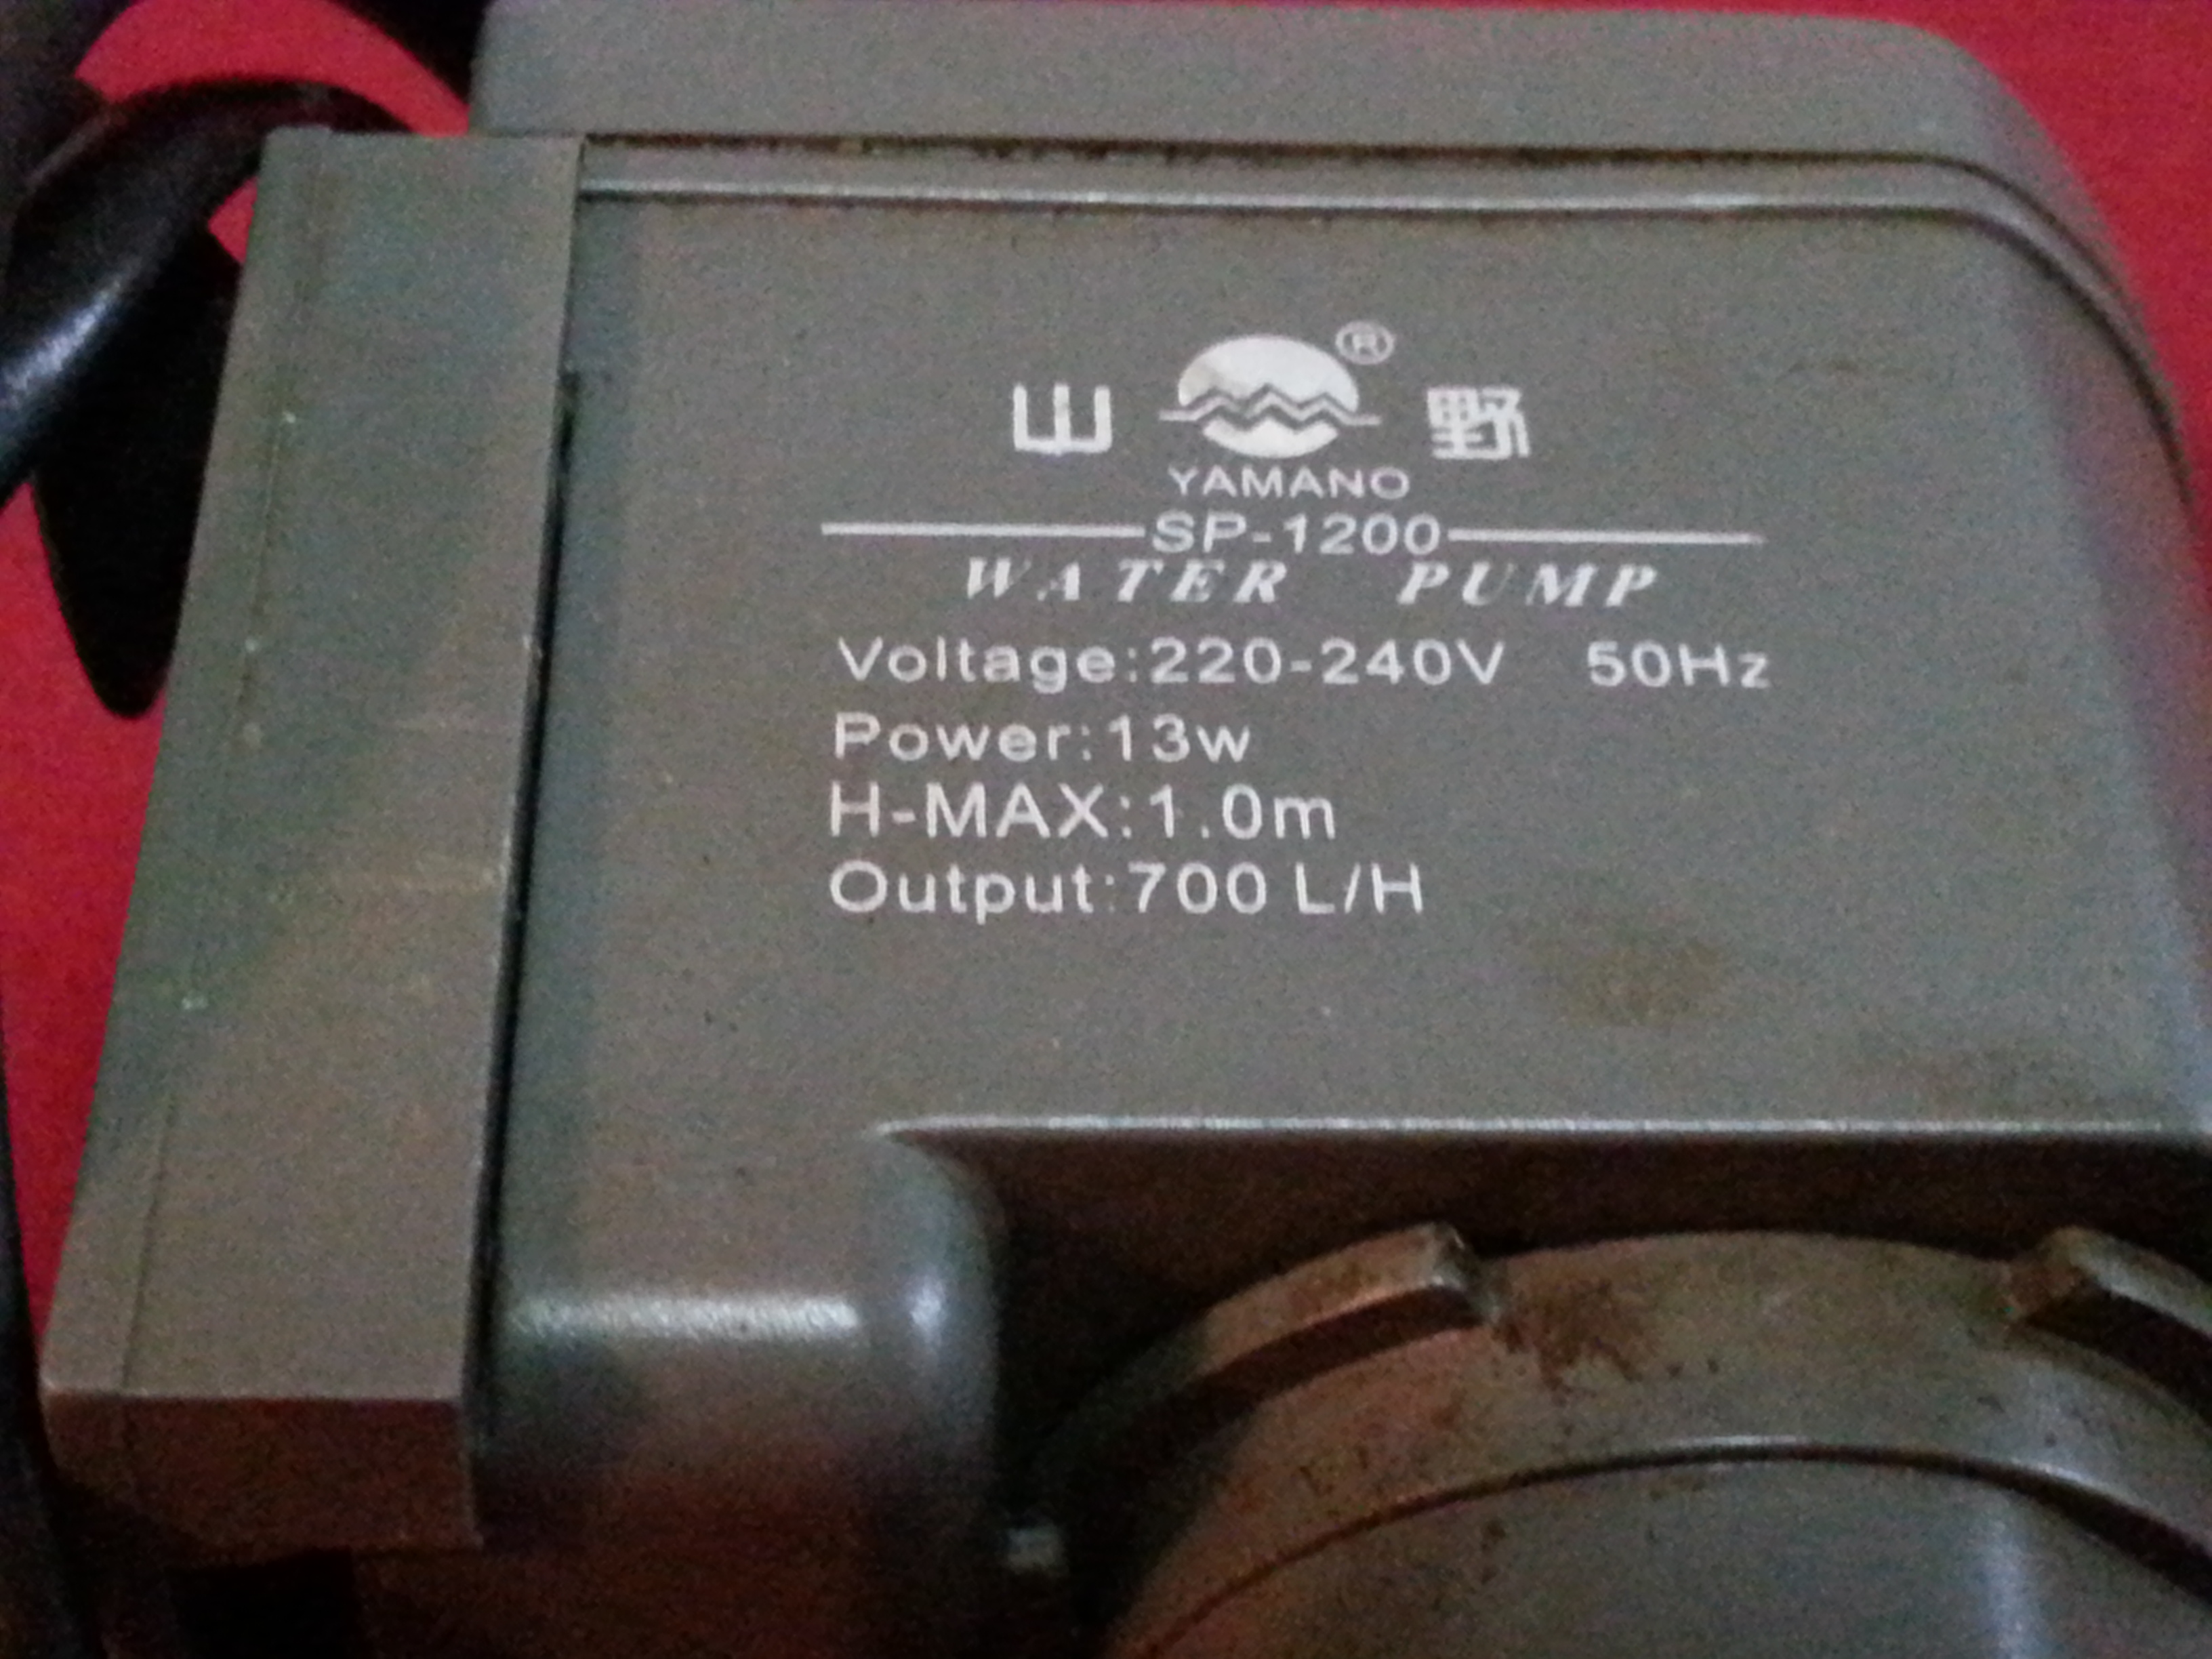 山 ® 野
YAMANO
SP-1200
WATER PUMP
Voltage:220-240V 50Hz
Power:13w
H-MAX:1.0m
Output:700 L/H